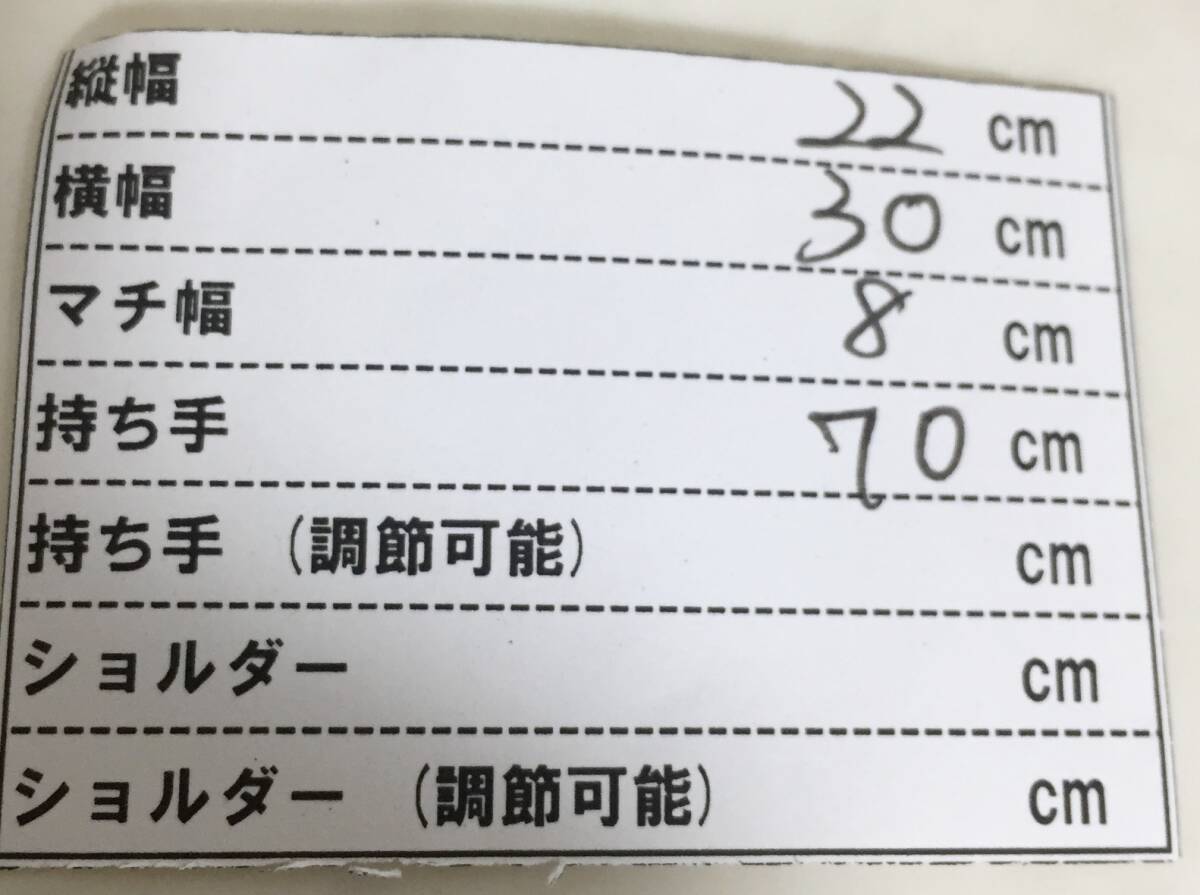 縦幅 22 cm
横幅 30 cm
マチ幅 8 cm
持ち手 70 cm
持ち手 (調節可能) cm
ショルダー cm
ショルダー (調節可能) cm